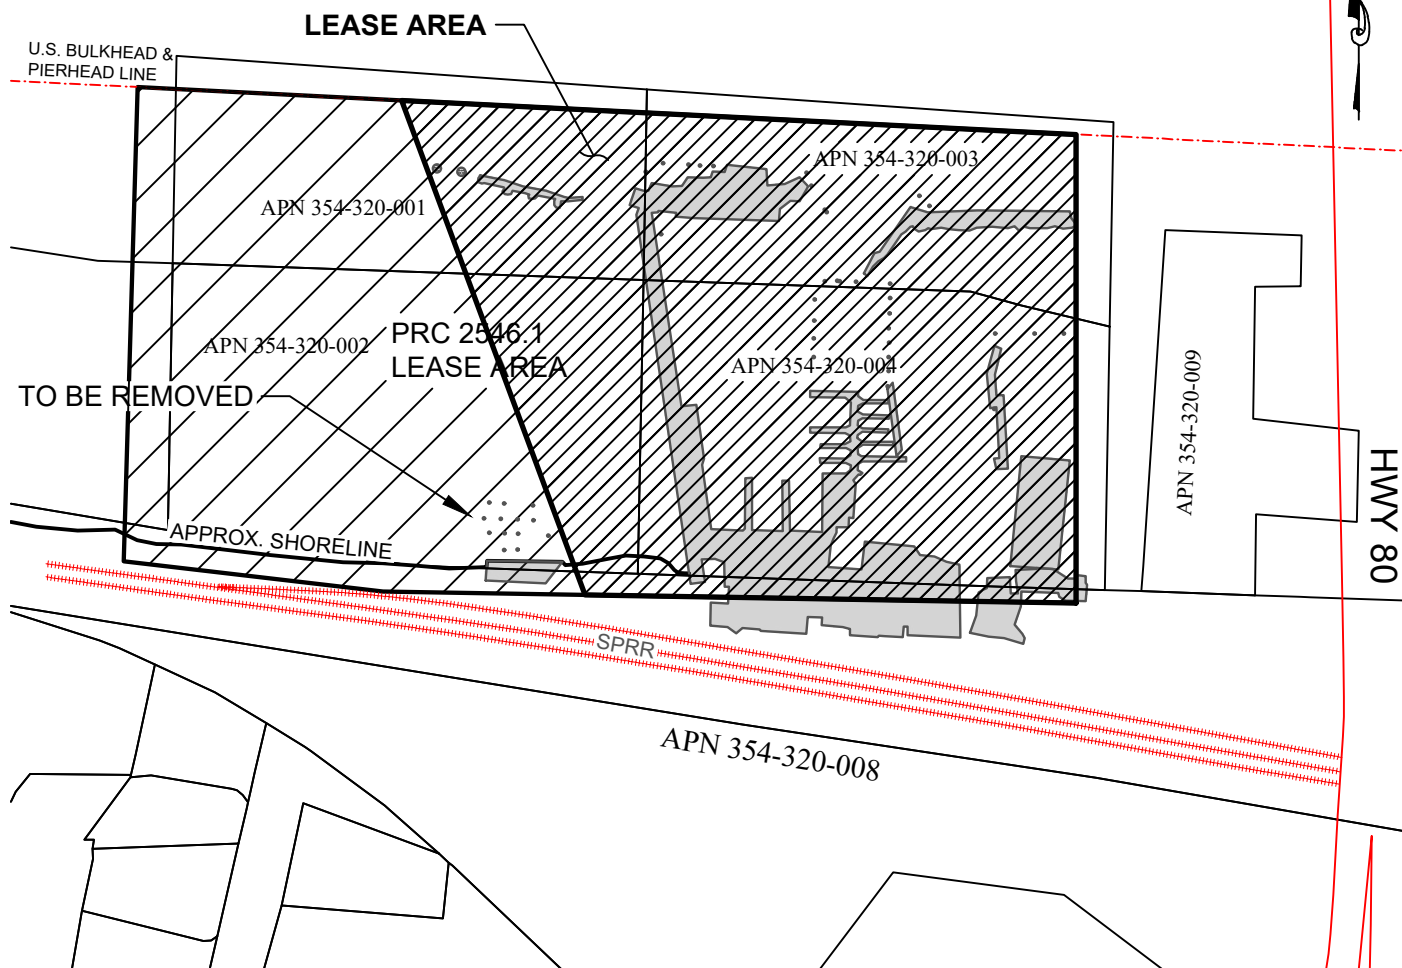 LEASE AREA
U.S. BULKHEAD &
PIERHEAD LINE
APN 354-320-003
APN 354-320-001
PRC 2546.1
LEASE AREA
APN 354-320-002
APN 354-320-004
TO BE REMOVED
APN 354-320-009
HWY 80
APPROX. SHORELINE
SPRR
APN 354-320-008